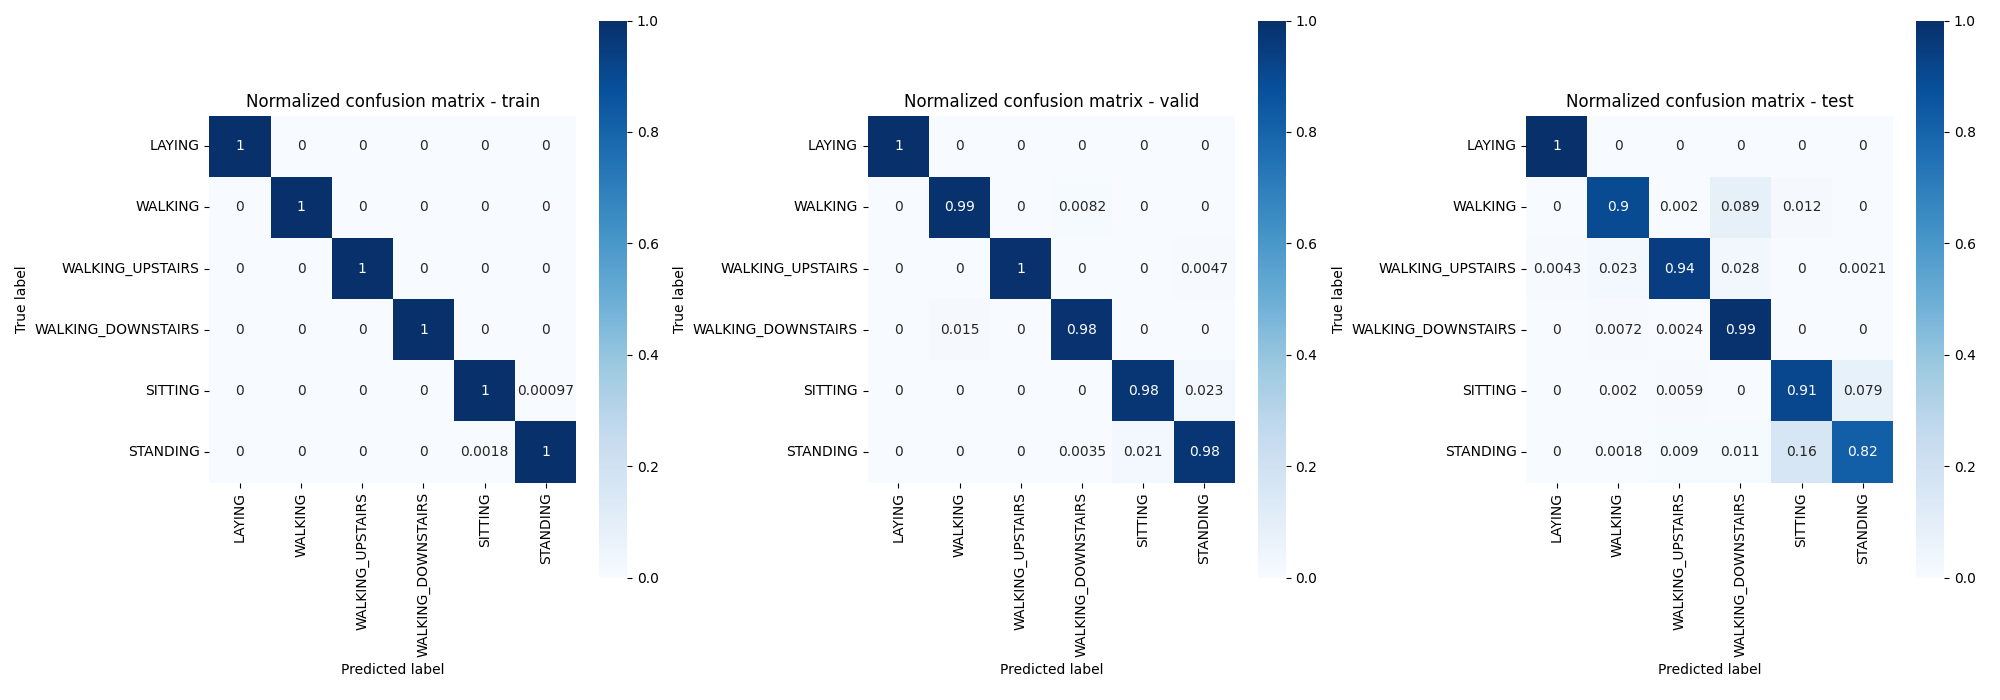 Normalized confusion matrix - train
True label
LAYING 1 0 0 0 0 0
WALKING 0 1 0 0 0 0
WALKING_UPSTAIRS 0 0 1 0 0 0
WALKING_DOWNSTAIRS 0 0 0 1 0 0
SITTING 0 0 0 0 1 0.00097
STANDING 0 0 0 0 0.0018 1
LAYING
WALKING
WALKING_UPSTAIRS
WALKING_DOWNSTAIRS
SITTING
STANDING
Predicted label
1.0
0.8
0.6
0.4
0.2
0.0
Normalized confusion matrix - valid
True label
LAYING 1 0 0 0 0 0
WALKING 0 0.99 0 0.0082 0 0
WALKING_UPSTAIRS 0 0 1 0 0 0.0047
WALKING_DOWNSTAIRS 0 0.015 0 0.98 0 0
SITTING 0 0 0 0 0.98 0.023
STANDING 0 0 0 0.0035 0.021 0.98
LAYING
WALKING
WALKING_UPSTAIRS
WALKING_DOWNSTAIRS
SITTING
STANDING
Predicted label
1.0
0.8
0.6
0.4
0.2
0.0
Normalized confusion matrix - test
True label
LAYING 1 0 0 0 0 0
WALKING 0 0.9 0.002 0.089 0.012 0
WALKING_UPSTAIRS 0.0043 0.023 0.94 0.028 0 0.0021
WALKING_DOWNSTAIRS 0 0.0072 0.0024 0.99 0 0
SITTING 0 0.002 0.0059 0 0.91 0.079
STANDING 0 0.0018 0.009 0.011 0.16 0.82
LAYING
WALKING
WALKING_UPSTAIRS
WALKING_DOWNSTAIRS
SITTING
STANDING
Predicted label
1.0
0.8
0.6
0.4
0.2
0.0